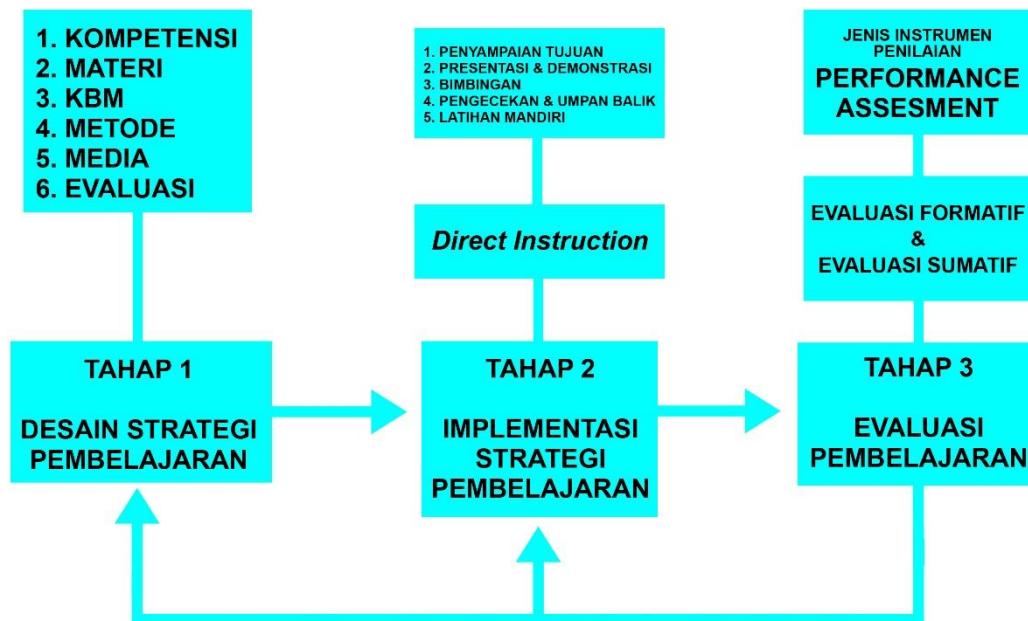 1. KOMPETENSI
2. MATERI
3. KBM
4. METODE
5. MEDIA
6. EVALUASI
1. PENYAMPAIAN TUJUAN
2. PRESENTASI & DEMONSTRASI
3. BIMBINGAN
4. PENGECEKAN & UMPAN BALIK
5. LATIHAN MANDIRI
JENIS INSTRUMEN
PENILAIAN
PERFORMANCE
ASSESMENT
Direct Instruction
EVALUASI FORMATIF
&
EVALUASI SUMATIF
TAHAP 1
DESAIN STRATEGI
PEMBELAJARAN
TAHAP 2
IMPLEMENTASI
STRATEGI
PEMBELAJARAN
TAHAP 3
EVALUASI
PEMBELAJARAN